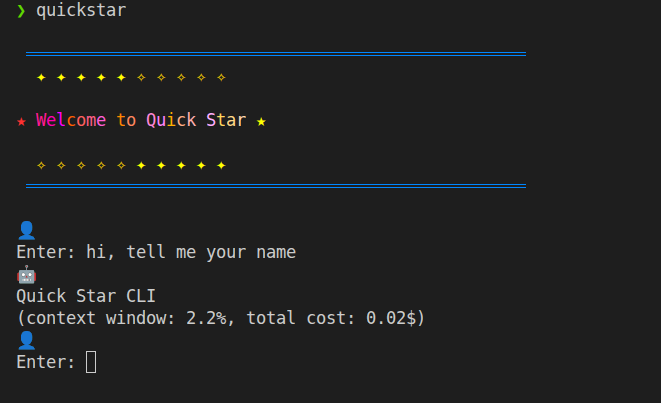 ❯ quickstar
✦ ✦ ✦ ✦ ✦ ✧ ✧ ✧ ✧ ✧
★ Welcome to Quick Star ★
✧ ✧ ✧ ✧ ✧ ✦ ✦ ✦ ✦ ✦
👤
Enter: hi, tell me your name
🤖
Quick Star CLI
(context window: 2.2%, total cost: 0.02$)
👤
Enter: